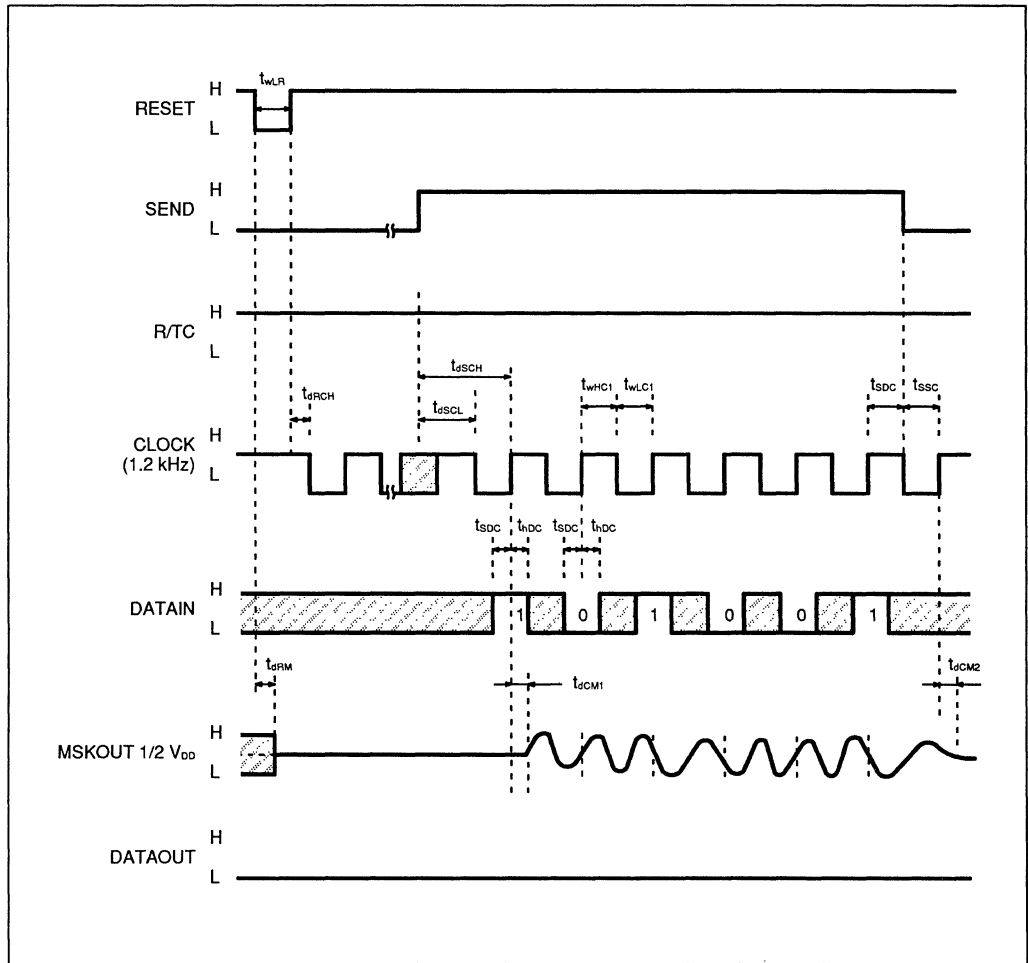 t_wLR
H
RESET
L
H
SEND
L
H
R/TC
L
t_dSCH
t_wHC1 t_wLC1 t_SDC t_SSC
t_dRCH
t_dSCL
H
CLOCK
(1.2 kHz)
L
t_SDC t_hDC t_SDC t_hDC
H
DATAIN 1 0 1 0 0 1
L
t_dRM
t_dCM1
t_dCM2
H
MSKOUT 1/2 V_DD
L
H
DATAOUT
L